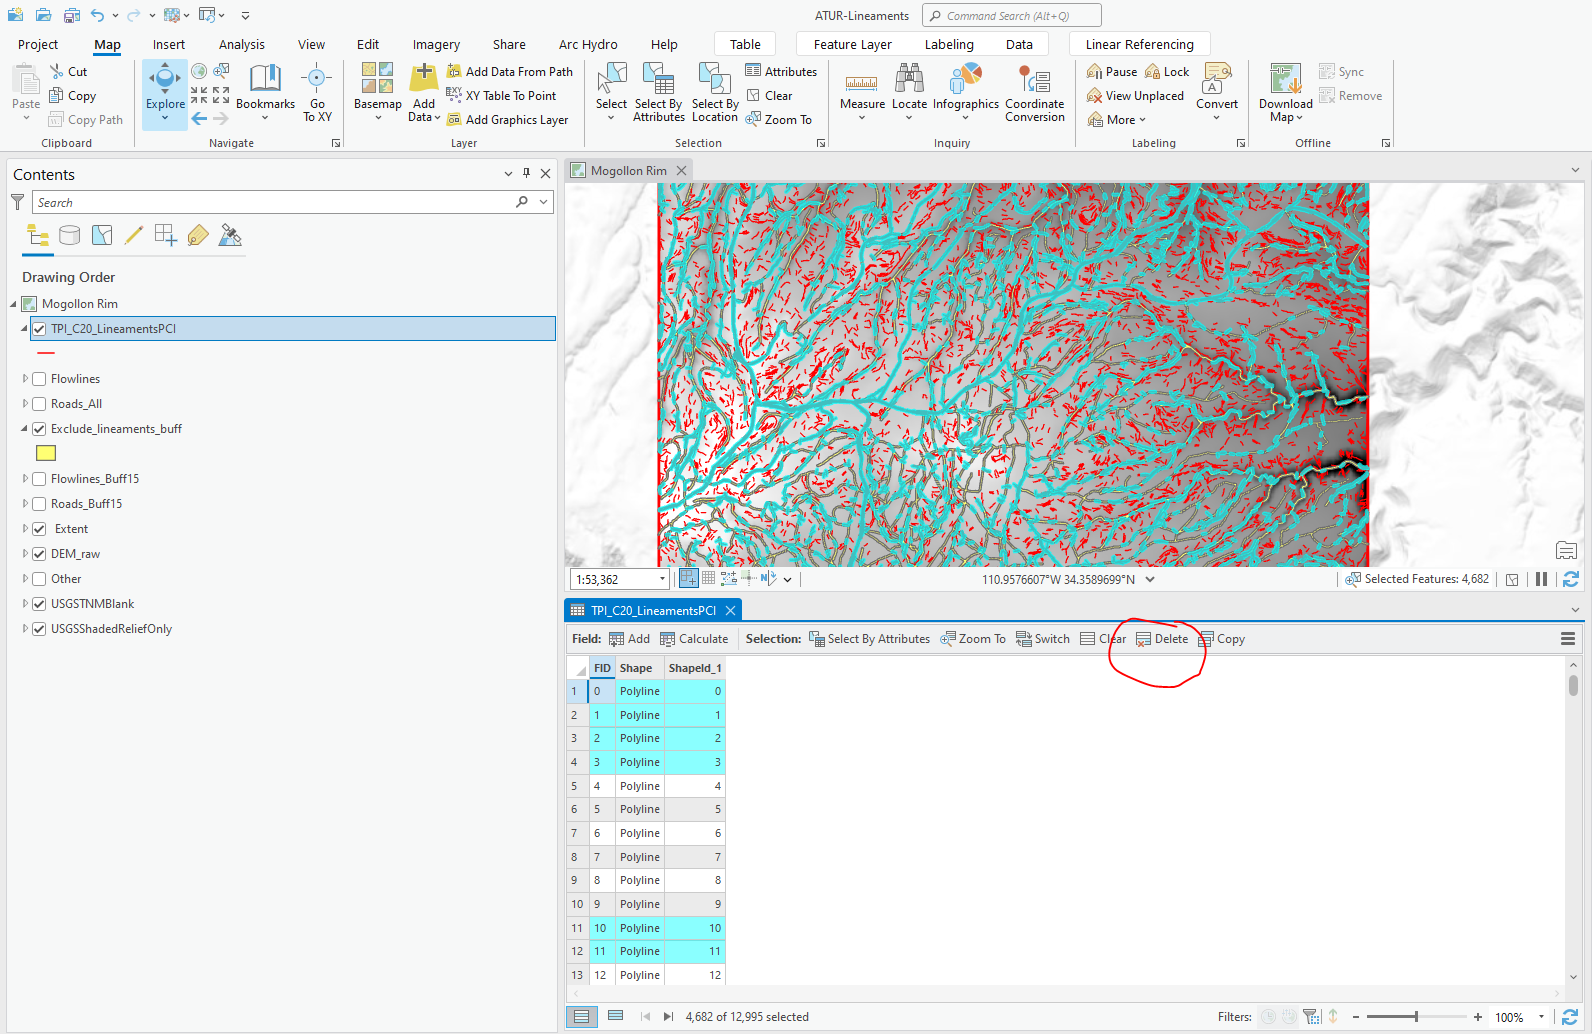 ATUR-Lineaments
Command Search (Alt+Q)
Project Map Insert Analysis View Edit Imagery Share Arc Hydro Help Table Feature Layer Labeling Data Linear Referencing
Paste
Cut
Copy
Copy Path
Clipboard
Explore
Bookmarks
Go
To XY
Navigate
Basemap
Add
Data
Add Data From Path
XY Table To Point
Add Graphics Layer
Layer
Select
Select By
Attributes
Select By
Location
Attributes
Clear
Zoom To
Selection
Measure
Locate
Infographics
Coordinate
Conversion
Inquiry
Pause
Lock
View Unplaced
More
Convert
Labeling
Download
Map
Sync
Remove
Offline
Contents
Search
Drawing Order
Mogollon Rim
TPI_C20_LineamentsPCI
Flowlines
Roads_All
Exclude_lineaments_buff
Flowlines_Buff15
Roads_Buff15
Extent
DEM_raw
Other
USGSTNMBlank
USGSShadedReliefOnly
Mogollon Rim
1:53,362
110.9576607°W 34.3589699°N
Selected Features: 4,682
TPI_C20_LineamentsPCI
Field: Add Calculate Selection: Select By Attributes Zoom To Switch Clear Delete Copy
FID Shape ShapeId_1
1 0 Polyline 0
2 1 Polyline 1
3 2 Polyline 2
4 3 Polyline 3
5 4 Polyline 4
6 5 Polyline 5
7 6 Polyline 6
8 7 Polyline 7
9 8 Polyline 8
10 9 Polyline 9
11 10 Polyline 10
12 11 Polyline 11
13 12 Polyline 12
4,682 of 12,995 selected
Filters:
100%